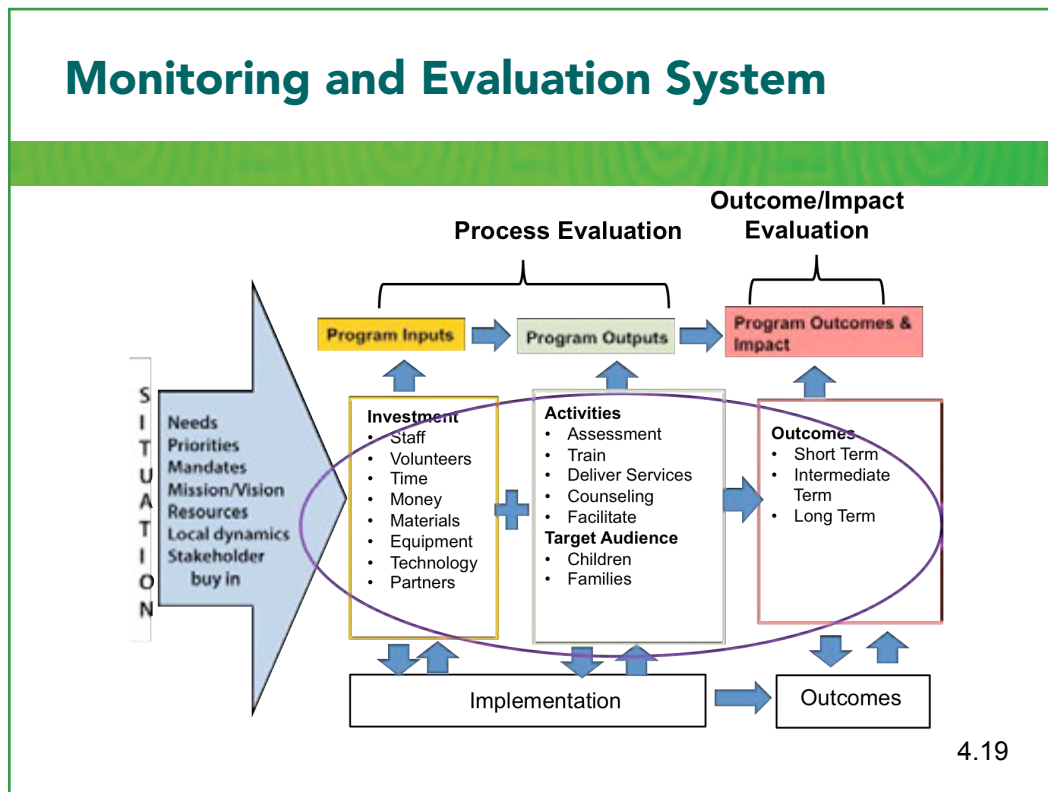 Monitoring and Evaluation System
Process Evaluation
Outcome/Impact
Evaluation
Program Inputs
Program Outputs
Program Outcomes &
Impact
SITUATION
Needs
Priorities
Mandates
Mission/Vision
Resources
Local dynamics
Stakeholder
buy in
Investment
• Staff
• Volunteers
• Time
• Money
• Materials
• Equipment
• Technology
• Partners
Activities
• Assessment
• Train
• Deliver Services
• Counseling
• Facilitate
Target Audience
• Children
• Families
Outcomes
• Short Term
• Intermediate
Term
• Long Term
Implementation
Outcomes
4.19